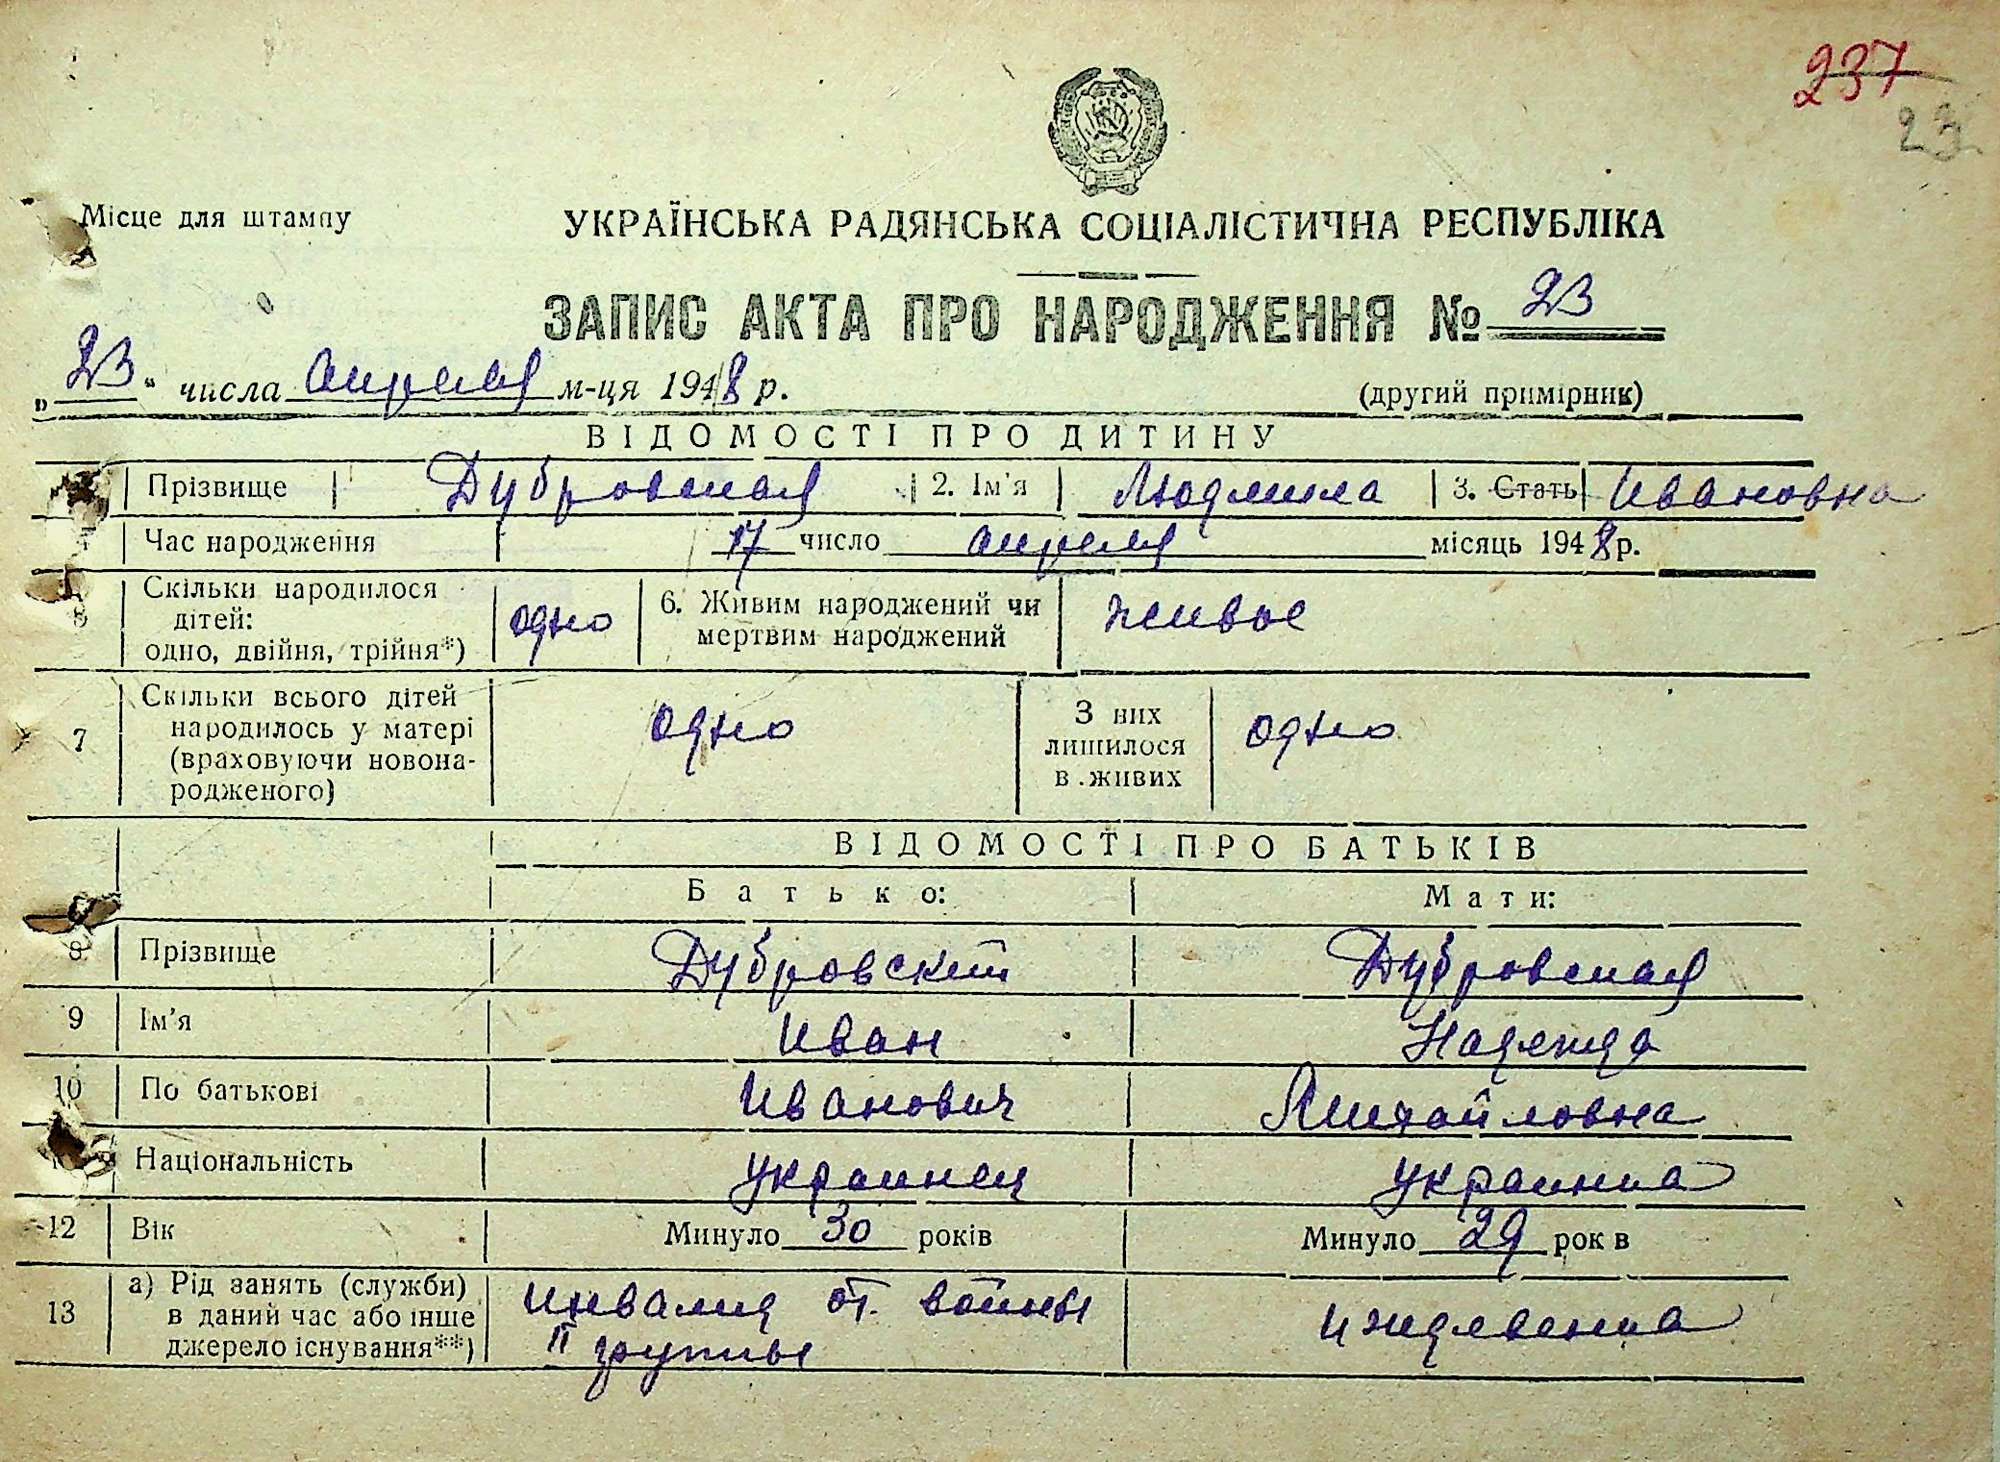 237
23
Місце для штампу
УКРАЇНСЬКА РАДЯНСЬКА СОЦІАЛІСТИЧНА РЕСПУБЛІКА
ЗАПИС АКТА ПРО НАРОДЖЕННЯ № 23
„23" числа апреля м-ця 1948 р.
(другий примірник)
ВІДОМОСТІ ПРО ДИТИНУ
Прізвище Дубровская 2. Ім'я Людмила 3. Стать Ивановна
Час народження 17 число апреля місяць 1948 р.
Скільки народилося
дітей:
одно, двійня, трійня*)
одно
6. Живим народжений чи
мертвим народжений
живые
7
Скільки всього дітей
народилось у матері
(враховуючи новона-
родженого)
одно
З них
лишилося
в живих
одно
ВІДОМОСТІ ПРО БАТЬКІВ
Батько: Мати:
8 Прізвище Дубровский Дубровская
9 Ім'я Иван Надежда
10 По батькові Иванович Михайловна
Національність украинец украинка
12 Вік Минуло 30 років Минуло 29 рок в
13
а) Рід занять (служби)
в даний час або інше
джерело існування**)
Инвалид от. войны
II группы
иждевенка